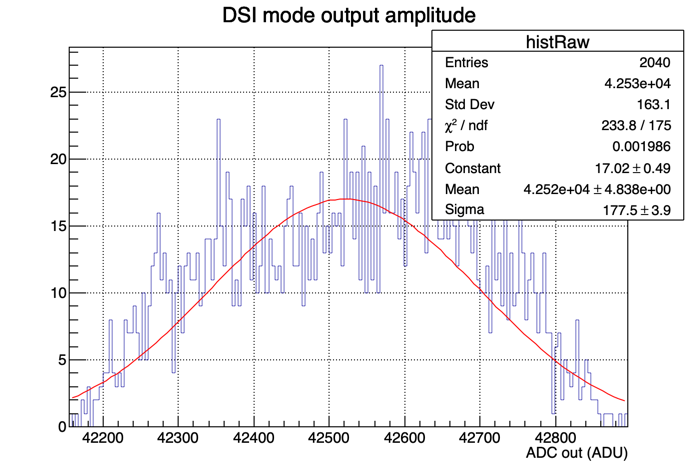 DSI mode output amplitude
histRaw
Entries 2040
Mean 4.253e+04
Std Dev 163.1
χ² / ndf 233.8 / 175
Prob 0.001986
Constant 17.02 ± 0.49
Mean 4.252e+04 ± 4.838e+00
Sigma 177.5 ± 3.9
25
20
15
10
5
0
42200 42300 42400 42500 42600 42700 42800
ADC out (ADU)